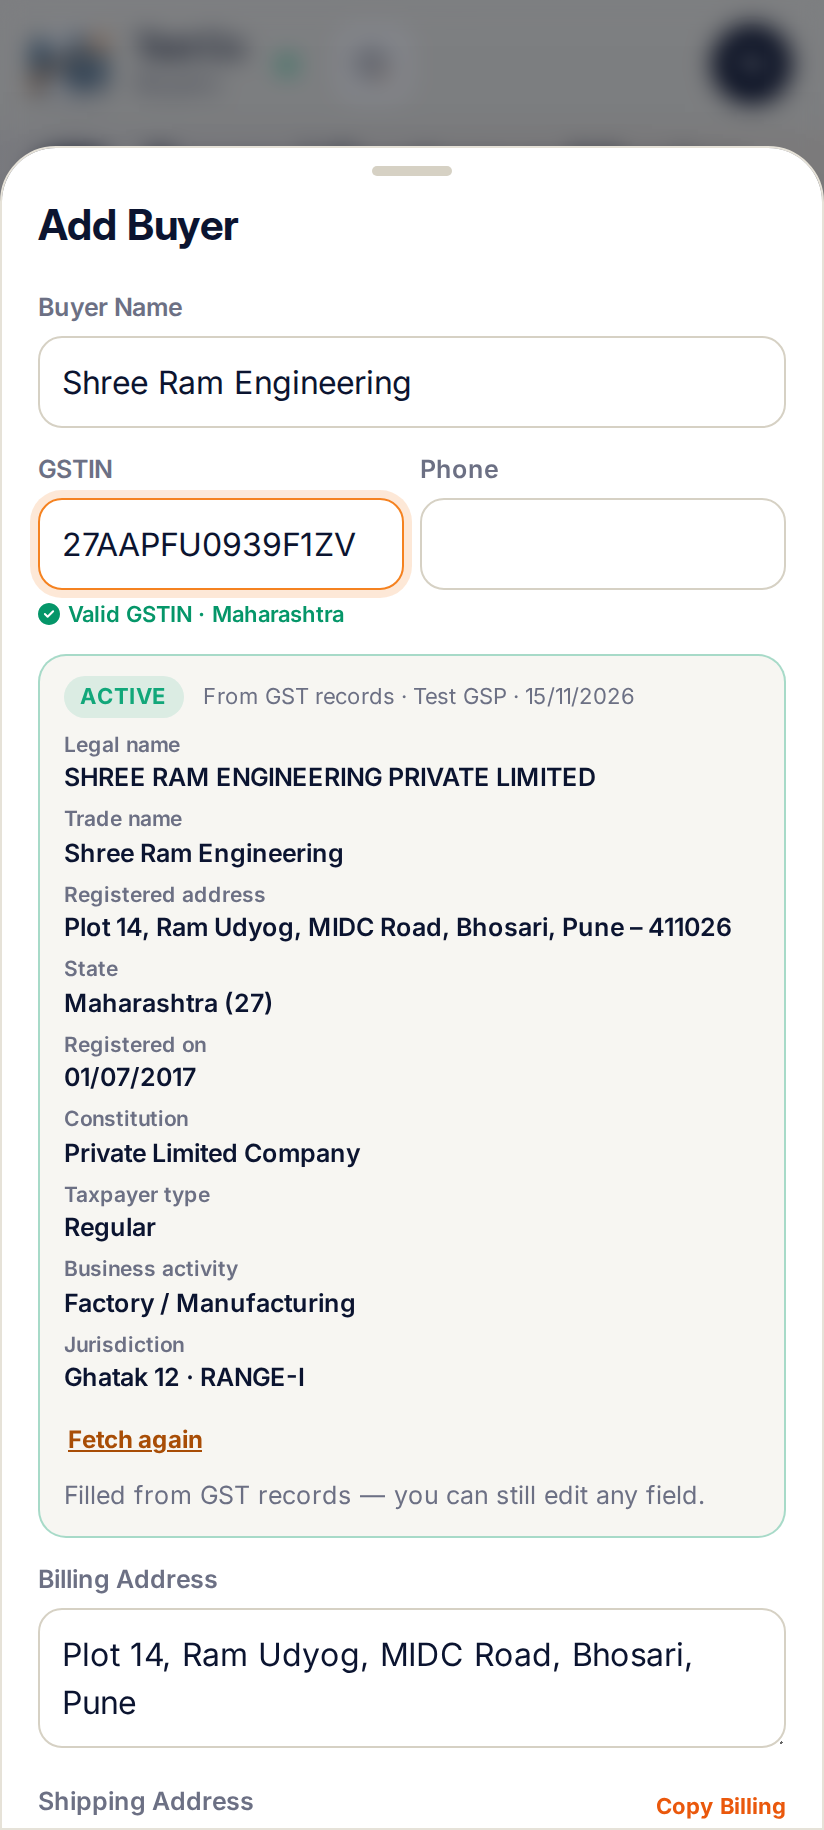 Add Buyer
Buyer Name
Shree Ram Engineering
GSTIN
Phone
27AAPFU0939F1ZV
Valid GSTIN · Maharashtra
ACTIVE
From GST records · Test GSP · 15/11/2026
Legal name
SHREE RAM ENGINEERING PRIVATE LIMITED
Trade name
Shree Ram Engineering
Registered address
Plot 14, Ram Udyog, MIDC Road, Bhosari, Pune – 411026
State
Maharashtra (27)
Registered on
01/07/2017
Constitution
Private Limited Company
Taxpayer type
Regular
Business activity
Factory / Manufacturing
Jurisdiction
Ghatak 12 · RANGE-I
Fetch again
Filled from GST records — you can still edit any field.
Billing Address
Plot 14, Ram Udyog, MIDC Road, Bhosari,
Pune
Shipping Address
Copy Billing